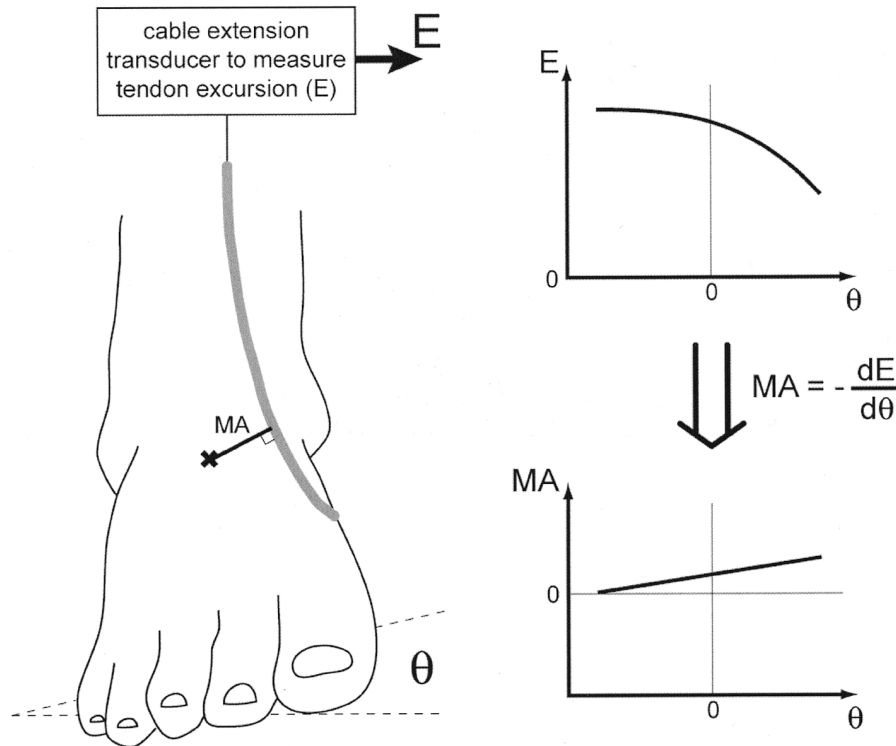 cable extension
transducer to measure
tendon excursion (E)
E
MA
θ
E
0
0
θ
MA = - dE
dθ
MA
0
0
θ